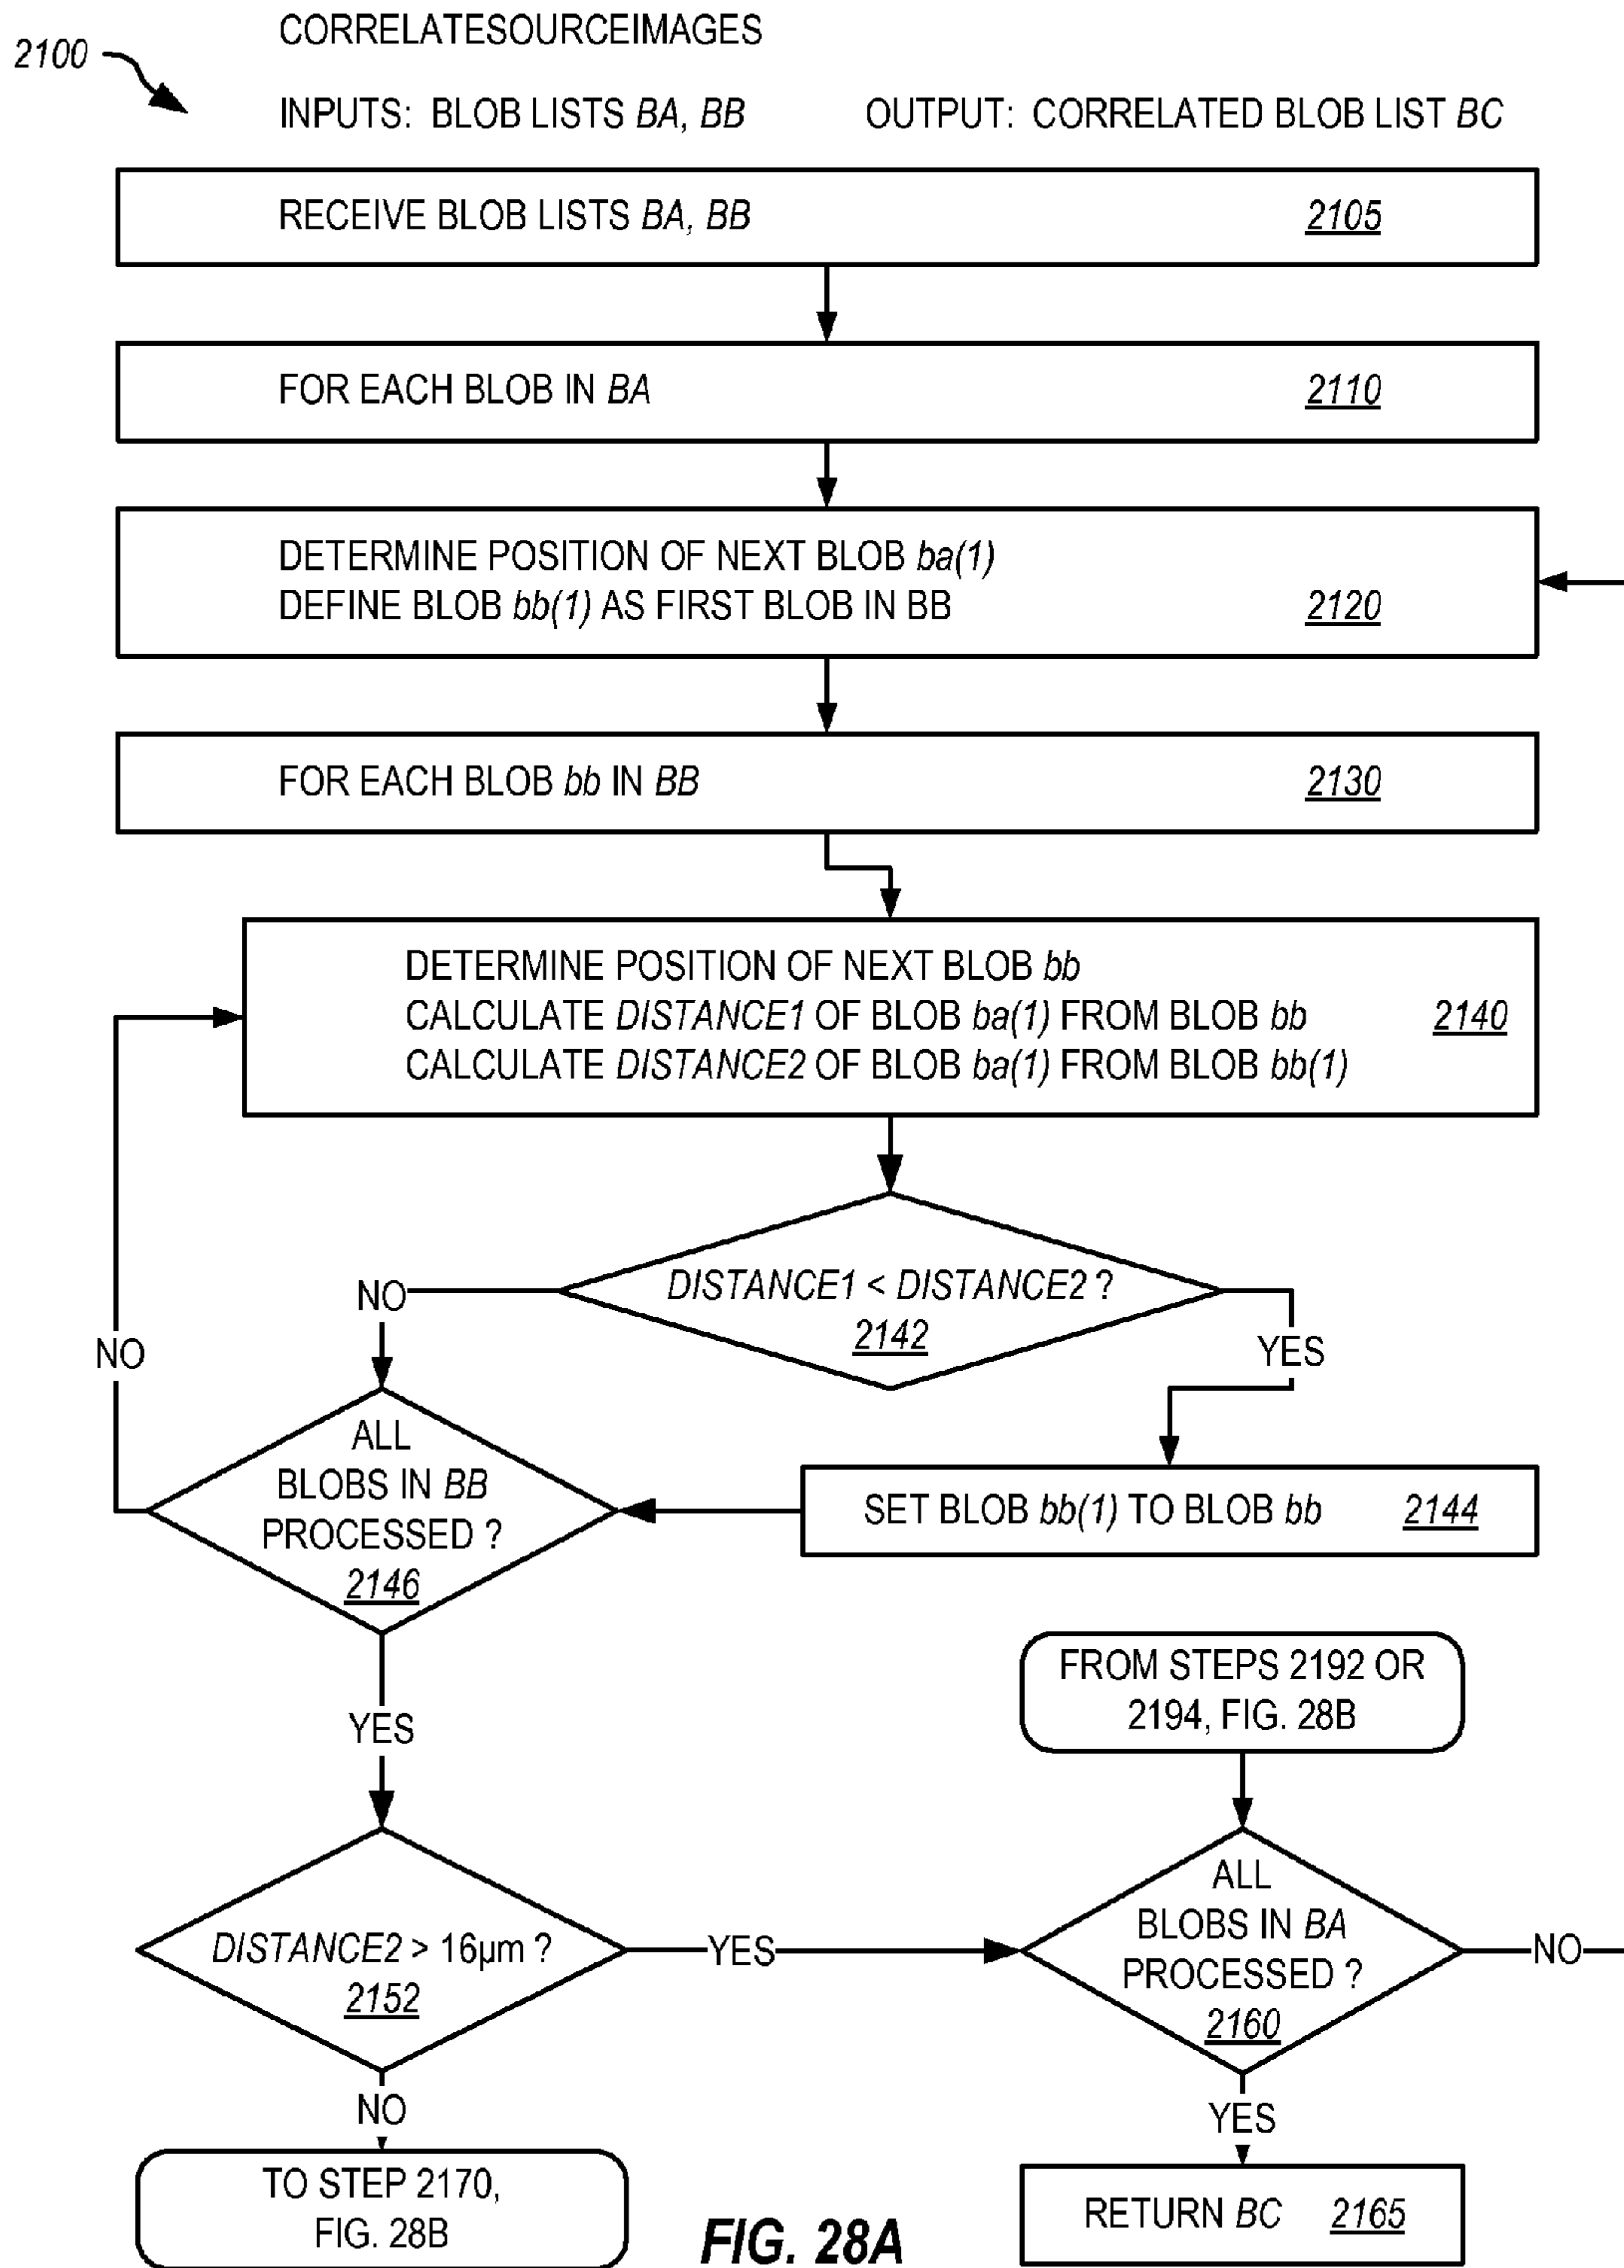 2100
CORRELATESOURCEIMAGES
INPUTS: BLOB LISTS BA, BB OUTPUT: CORRELATED BLOB LIST BC
RECEIVE BLOB LISTS BA, BB 2105
FOR EACH BLOB IN BA 2110
DETERMINE POSITION OF NEXT BLOB ba(1)
DEFINE BLOB bb(1) AS FIRST BLOB IN BB 2120
FOR EACH BLOB bb IN BB 2130
DETERMINE POSITION OF NEXT BLOB bb
CALCULATE DISTANCE1 OF BLOB ba(1) FROM BLOB bb 2140
CALCULATE DISTANCE2 OF BLOB ba(1) FROM BLOB bb(1)
DISTANCE1 < DISTANCE2 ?
2142
NO
YES
NO
ALL
BLOBS IN BB
PROCESSED ?
2146
SET BLOB bb(1) TO BLOB bb 2144
YES
FROM STEPS 2192 OR
2194, FIG. 28B
DISTANCE2 > 16µm ?
2152
YES
ALL
BLOBS IN BA
PROCESSED ?
2160
NO
NO
YES
TO STEP 2170,
FIG. 28B
RETURN BC 2165
FIG. 28A